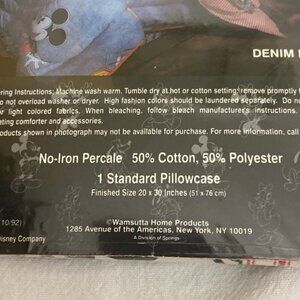 DENIM
ering Instructions: Machine wash warm. Tumble dry at hot or cotton setting; remove promptly
o not overload washer or dryer. High fashion colors should be laundered separately. Do
r light colored fabrics. When bleaching, follow bleach manufacturers instructions.
ating comforter and accessories.
oducts shown in photograph may not be available for purchase. For more information, call
No-Iron Percale 50% Cotton, 50% Polyester
1 Standard Pillowcase
Finished Size 20 x 30 Inches (51 x 76 cm)
10/92)
©Wamsutta Home Products
isney Company
1285 Avenue of the Americas, New York, NY 10019
A Division of Springs